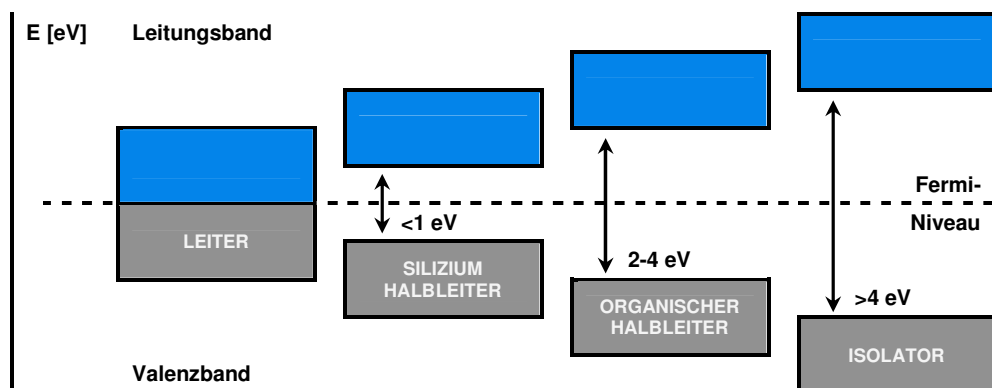 E [eV]
Leitungsband
Fermi-
Niveau
LEITER
<1 eV
SILIZIUM
HALBLEITER
2-4 eV
ORGANISCHER
HALBLEITER
>4 eV
ISOLATOR
Valenzband